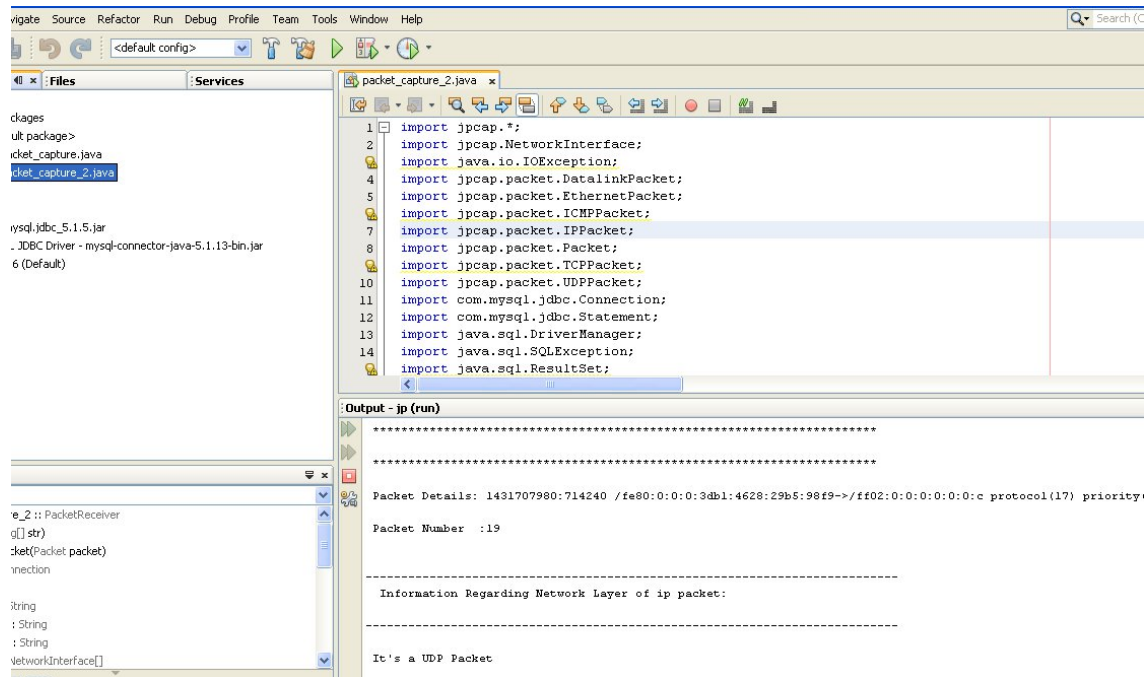 vigate Source Refactor Run Debug Profile Team Tools Window Help
Search (C
<default config>
Files
Services
ckages
ult package>
cket_capture.java
acket_capture_2.java
ysql.jdbc_5.1.5.jar
JDBC Driver - mysql-connector-java-5.1.13-bin.jar
6 (Default)
packet_capture_2.java x
1 import jpcap.*;
2 import jpcap.NetworkInterface;
import java.io.IOException;
4 import jpcap.packet.DatalinkPacket;
5 import jpcap.packet.EthernetPacket;
import jpcap.packet.ICMPPacket;
7 import jpcap.packet.IPPacket;
8 import jpcap.packet.Packet;
import jpcap.packet.TCPPacket;
10 import jpcap.packet.UDPPacket;
11 import com.mysql.jdbc.Connection;
12 import com.mysql.jdbc.Statement;
13 import java.sql.DriverManager;
14 import java.sql.SQLException;
import java.sql.ResultSet;
re_2 :: PacketReceiver
g[] str)
cket(Packet packet)
nnection
String
: String
: String
NetworkInterface[]
Output - jp (run)
***********************************************************************
***********************************************************************
Packet Details: 1431707980:714240 /fe80:0:0:0:3db1:4628:29b5:98f9->/ff02:0:0:0:0:0:0:c protocol(17) priority(
Packet Number :19
---------------------------------------------------------------------------
Information Regarding Network Layer of ip packet:
---------------------------------------------------------------------------
It's a UDP Packet